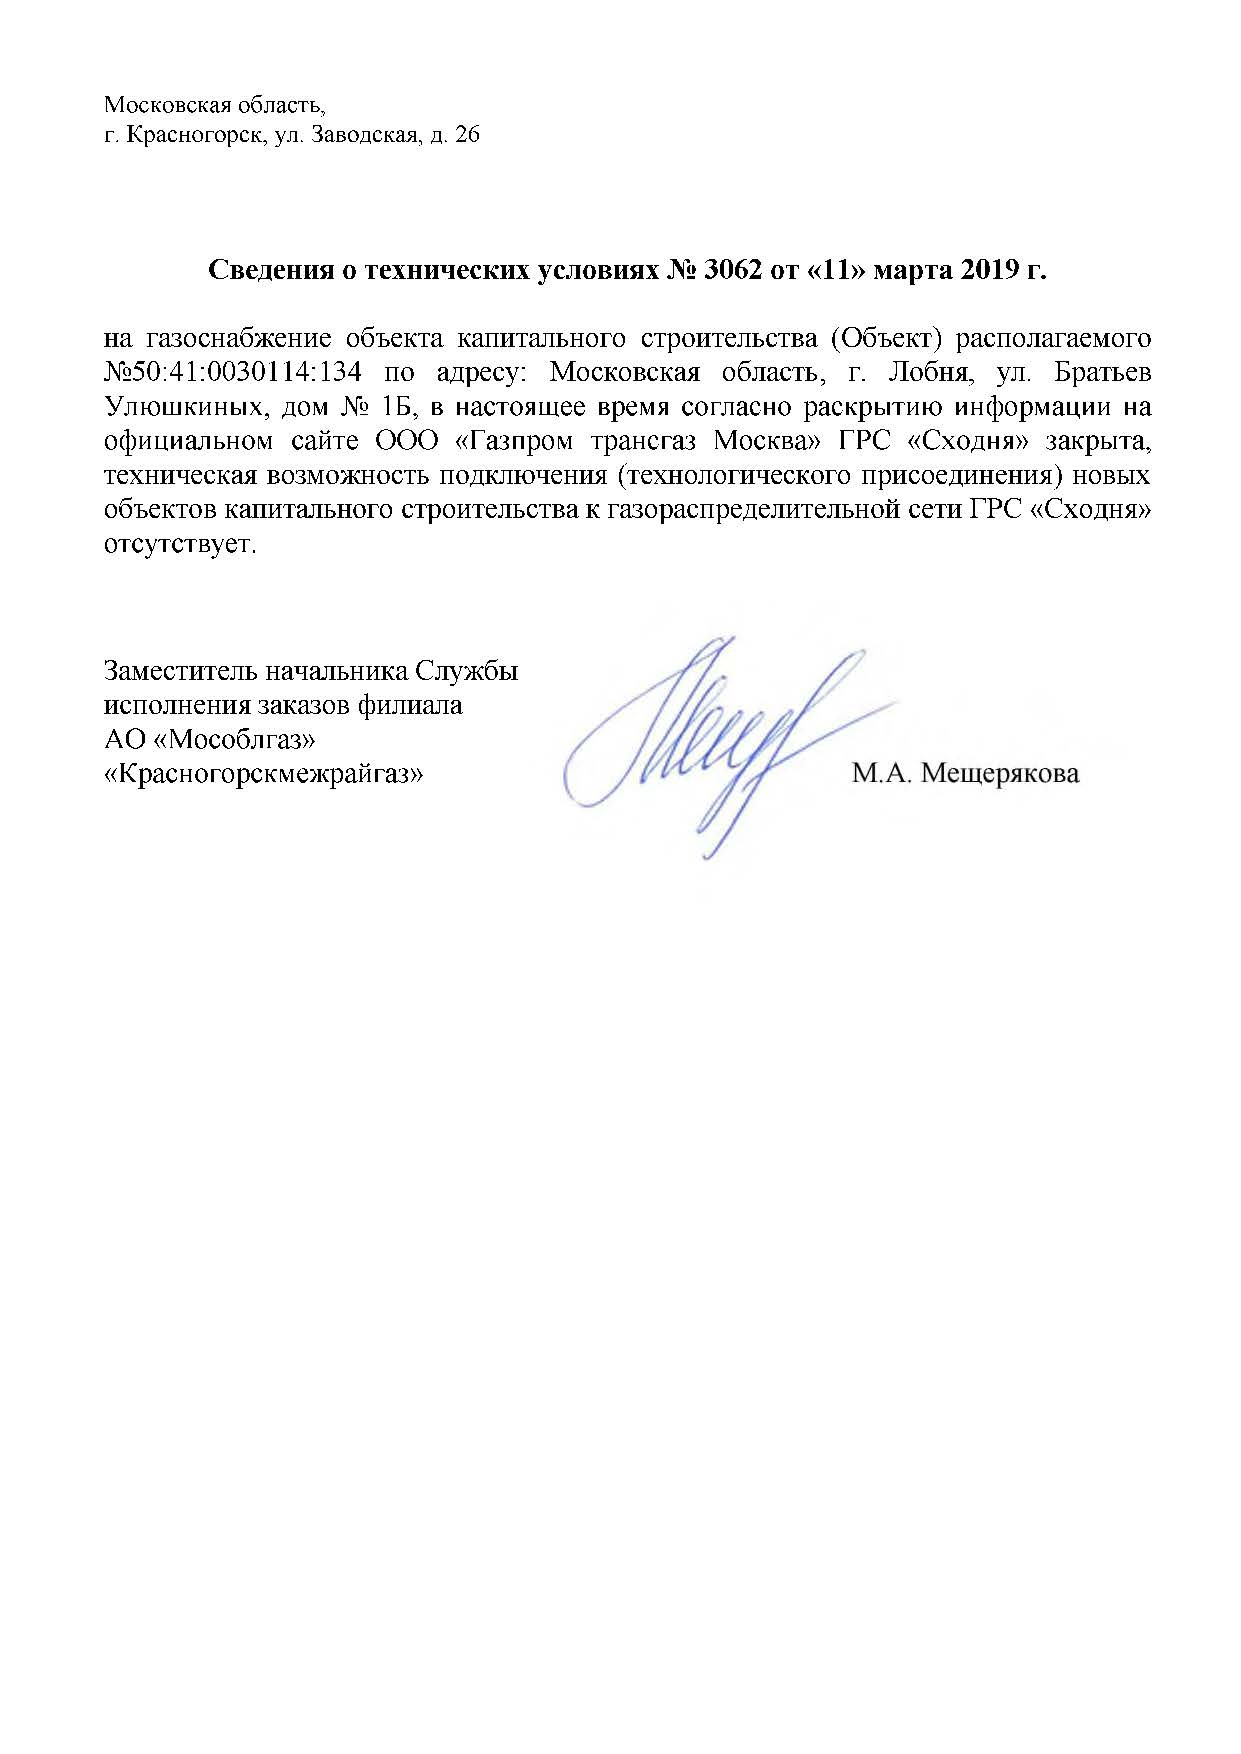 Московская область,
г. Красногорск, ул. Заводская, д. 26
Сведения о технических условиях № 3062 от «11» марта 2019 г.
на газоснабжение объекта капитального строительства (Объект) располагаемого
№50:41:0030114:134 по адресу: Московская область, г. Лобня, ул. Братьев
Улюшкиных, дом № 1Б, в настоящее время согласно раскрытию информации на
официальном сайте ООО «Газпром трансгаз Москва» ГРС «Сходня» закрыта,
техническая возможность подключения (технологического присоединения) новых
объектов капитального строительства к газораспределительной сети ГРС «Сходня»
отсутствует.
Заместитель начальника Службы
исполнения заказов филиала
АО «Мособлгаз»
«Красногорскмежрайгаз»
М.А. Мещерякова